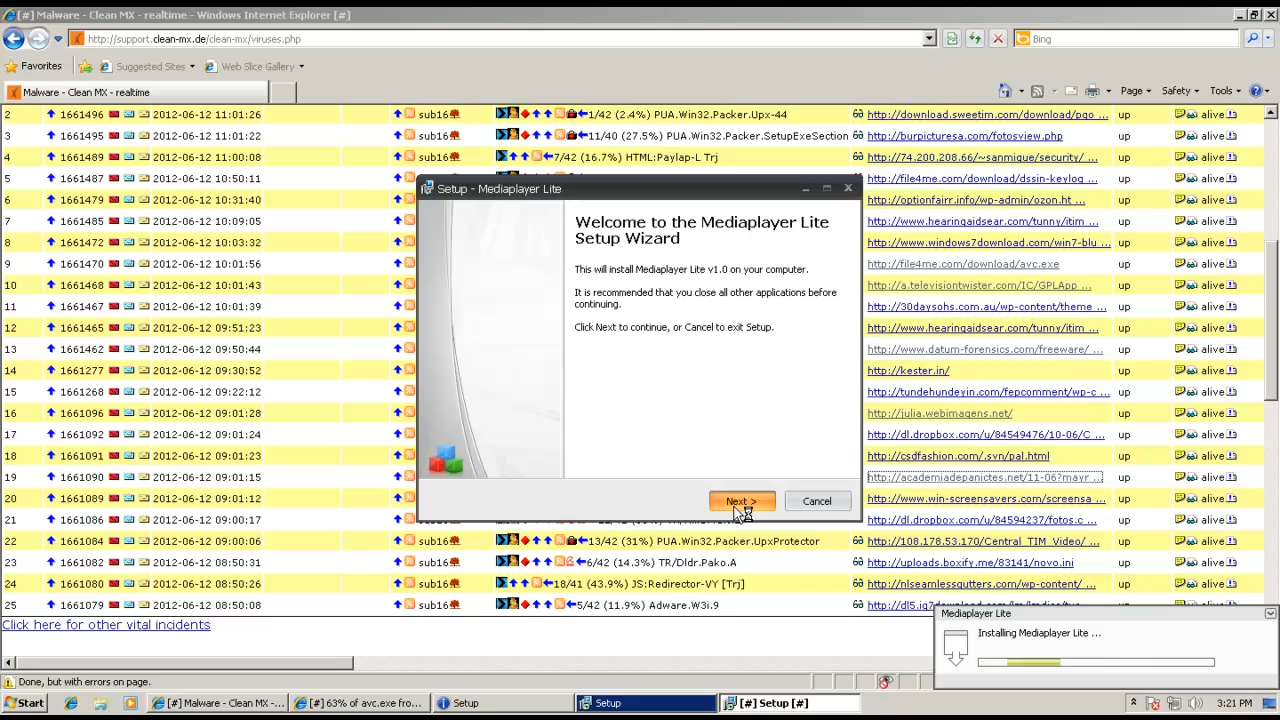 [#] Malware - Clean MX - realtime - Windows Internet Explorer [#]
http://support.clean-mx.de/clean-mx/viruses.php
Bing
Favorites Suggested Sites Web Slice Gallery
Malware - Clean MX - realtime
Page Safety Tools
2 1661496 2012-06-12 11:01:26 sub16 1/42 (2.4%) PUA.Win32.Packer.Upx-44 http://download.sweetim.com/download/pqo ... up alive
3 1661495 2012-06-12 11:01:22 sub16 11/40 (27.5%) PUA.Win32.Packer.SetupExeSection http://burpicturesa.com/fotosview.php up alive
4 1661489 2012-06-12 11:00:08 sub16 7/42 (16.7%) HTML:Paylap-L Trj http://74.200.208.66/~sanmique/security/ ... up alive
5 1661487 2012-06-12 10:50:11 http://file4me.com/download/dssin-keylog ... up alive
6 1661479 2012-06-12 10:31:40 http://optionfairr.info/wp-admin/ozon.ht ... up alive
7 1661485 2012-06-12 10:09:05 http://www.hearingaidsear.com/tunny/itim ... up alive
8 1661472 2012-06-12 10:03:32 http://www.windows7download.com/win7-blu ... up alive
9 1661470 2012-06-12 10:01:56 http://file4me.com/download/avc.exe up alive
10 1661468 2012-06-12 10:01:43 http://a.televisiontwister.com/IC/GPLApp ... up alive
11 1661467 2012-06-12 10:01:39 http://30daysohs.com.au/wp-content/theme ... up alive
12 1661465 2012-06-12 09:51:23 http://www.hearingaidsear.com/tunny/itim ... up alive
13 1661462 2012-06-12 09:50:44 http://www.datum-forensics.com/freeware/ ... up alive
14 1661277 2012-06-12 09:30:52 http://kester.in/ up alive
15 1661268 2012-06-12 09:22:12 http://tundehundeyin.com/fepcomment/wp-c ... up alive
16 1661096 2012-06-12 09:01:28 http://julia.webimagens.net/ up alive
17 1661092 2012-06-12 09:01:24 http://dl.dropbox.com/u/84549476/10-06/C ... up alive
18 1661091 2012-06-12 09:01:23 http://csdfashion.com/.svn/pal.html up alive
19 1661090 2012-06-12 09:01:15 http://academiadepanictes.net/11-06?mayr ... up alive
20 1661089 2012-06-12 09:01:12 http://www.win-screensavers.com/screensa ... up alive
21 1661086 2012-06-12 09:00:17 sub16 http://dl.dropbox.com/u/84594237/fotos.c ... up alive
22 1661084 2012-06-12 09:00:06 sub16 13/42 (31%) PUA.Win32.Packer.UpxProtector http://108.178.53.170/Central_TIM_Video/ ... up alive
23 1661082 2012-06-12 08:50:31 sub16 6/42 (14.3%) TR/Dldr.Pako.A http://uploads.boxify.me/83141/novo.ini up alive
24 1661080 2012-06-12 08:50:26 sub16 18/41 (43.9%) JS:Redirector-VY [Trj] http://nlseamlessgutters.com/wp-content/ ... up alive
25 1661079 2012-06-12 08:50:08 sub16 5/42 (11.9%) Adware.W3i.9
Click here for other vital incidents
Setup - Mediaplayer Lite
Welcome to the Mediaplayer Lite
Setup Wizard
This will install Mediaplayer Lite v1.0 on your computer.
It is recommended that you close all other applications before
continuing.
Click Next to continue, or Cancel to exit Setup.
Next > Cancel
Mediaplayer Lite
Installing Mediaplayer Lite ...
Done, but with errors on page.
Start [#] Malware - Clean MX -... [#] 63% of avc.exe from... Setup Setup [#] Setup [#] 3:21 PM